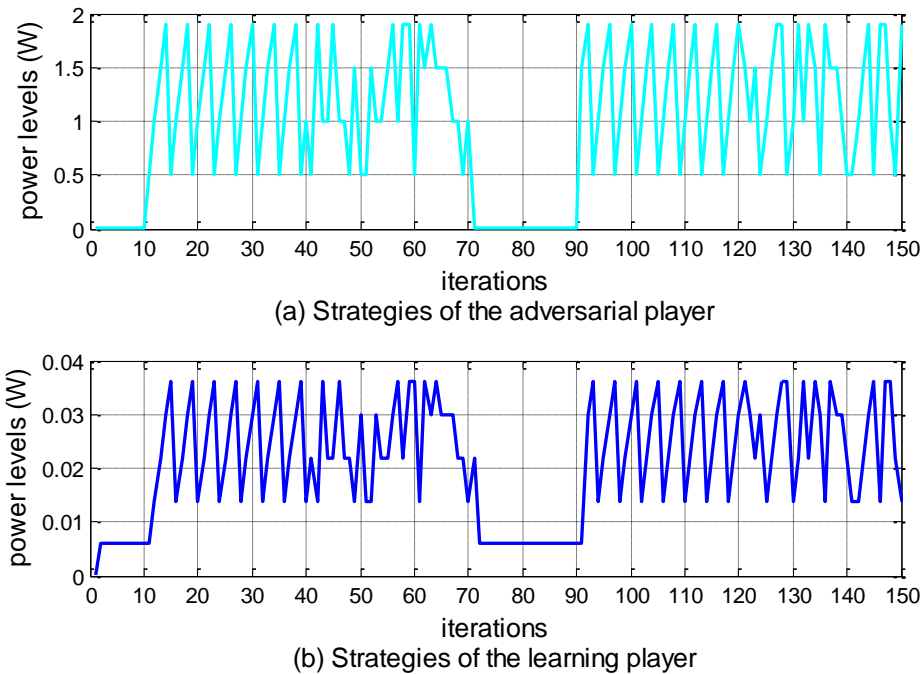 2
1.5
1
0.5
0
power levels (W)
0 10 20 30 40 50 60 70 80 90 100 110 120 130 140 150
iterations
(a) Strategies of the adversarial player
0.04
0.03
0.02
0.01
0
power levels (W)
0 10 20 30 40 50 60 70 80 90 100 110 120 130 140 150
iterations
(b) Strategies of the learning player